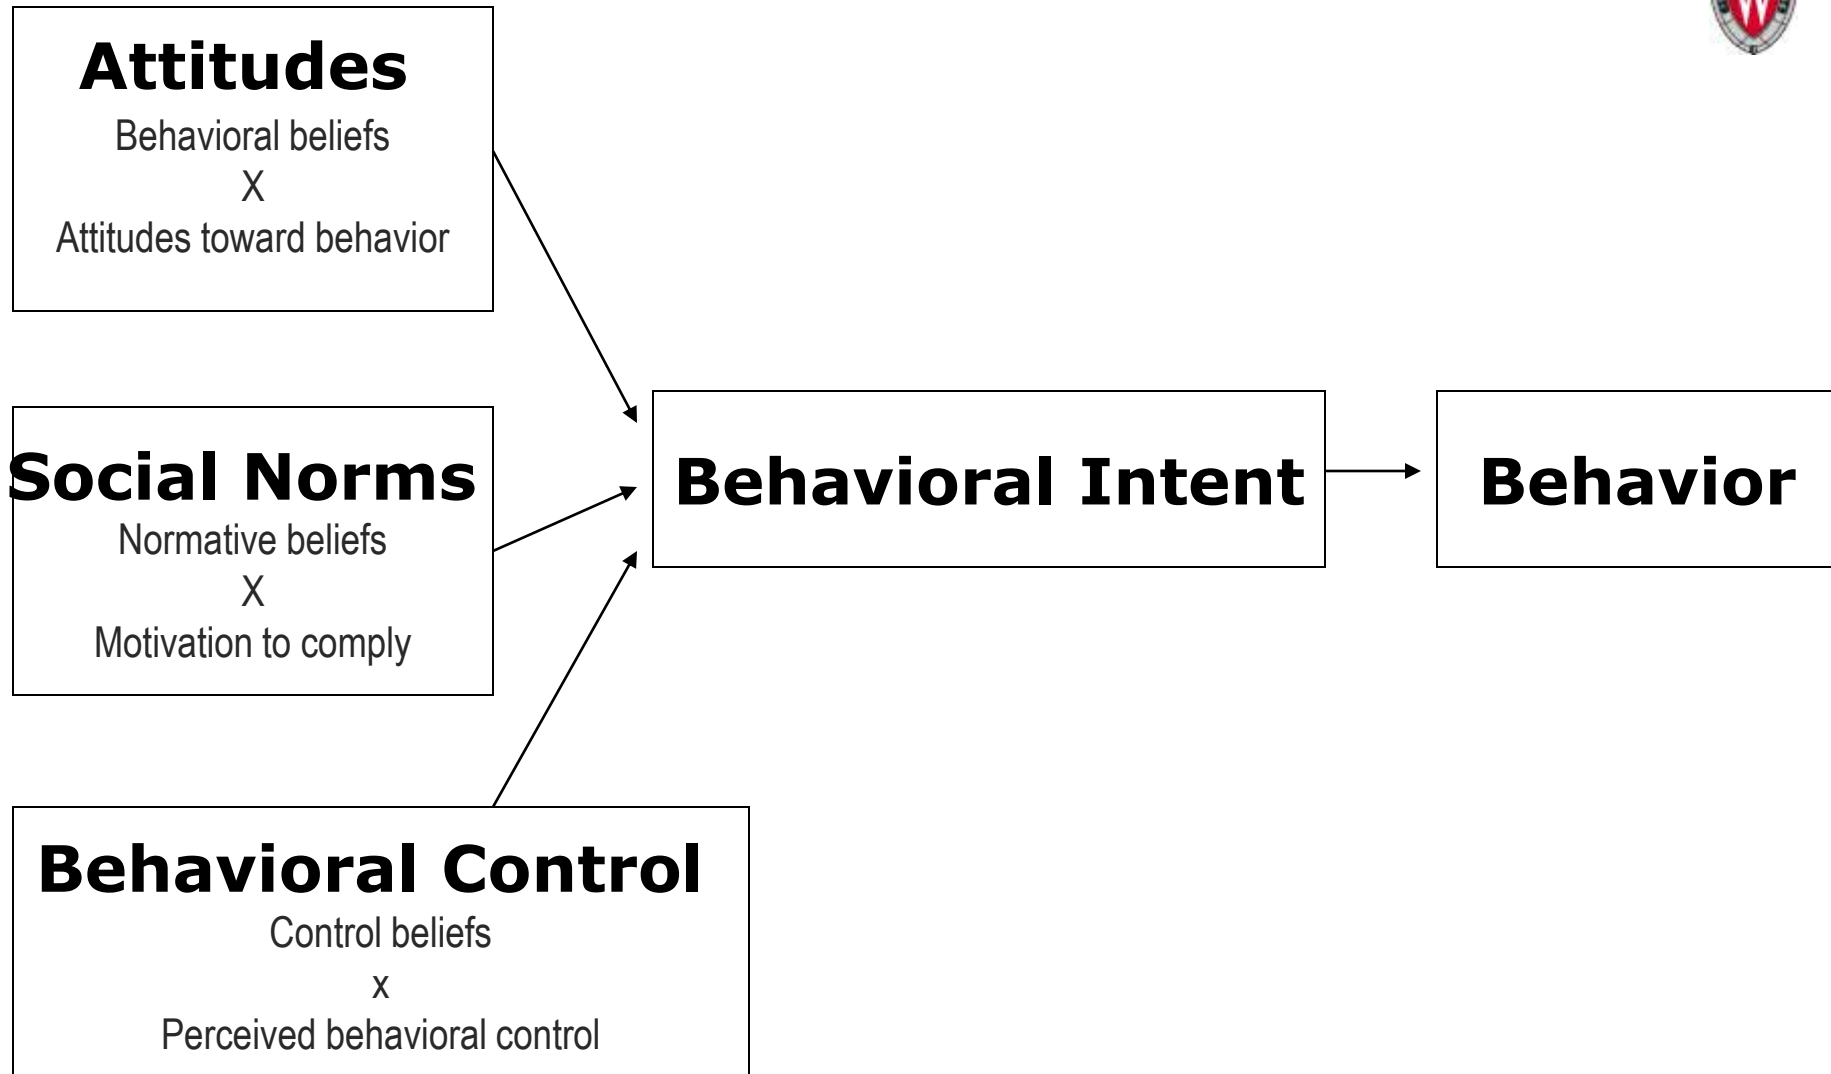 Attitudes
Behavioral beliefs
X
Attitudes toward behavior
Social Norms
Normative beliefs
X
Motivation to comply
Behavioral Control
Control beliefs
x
Perceived behavioral control
Behavioral Intent
Behavior
W